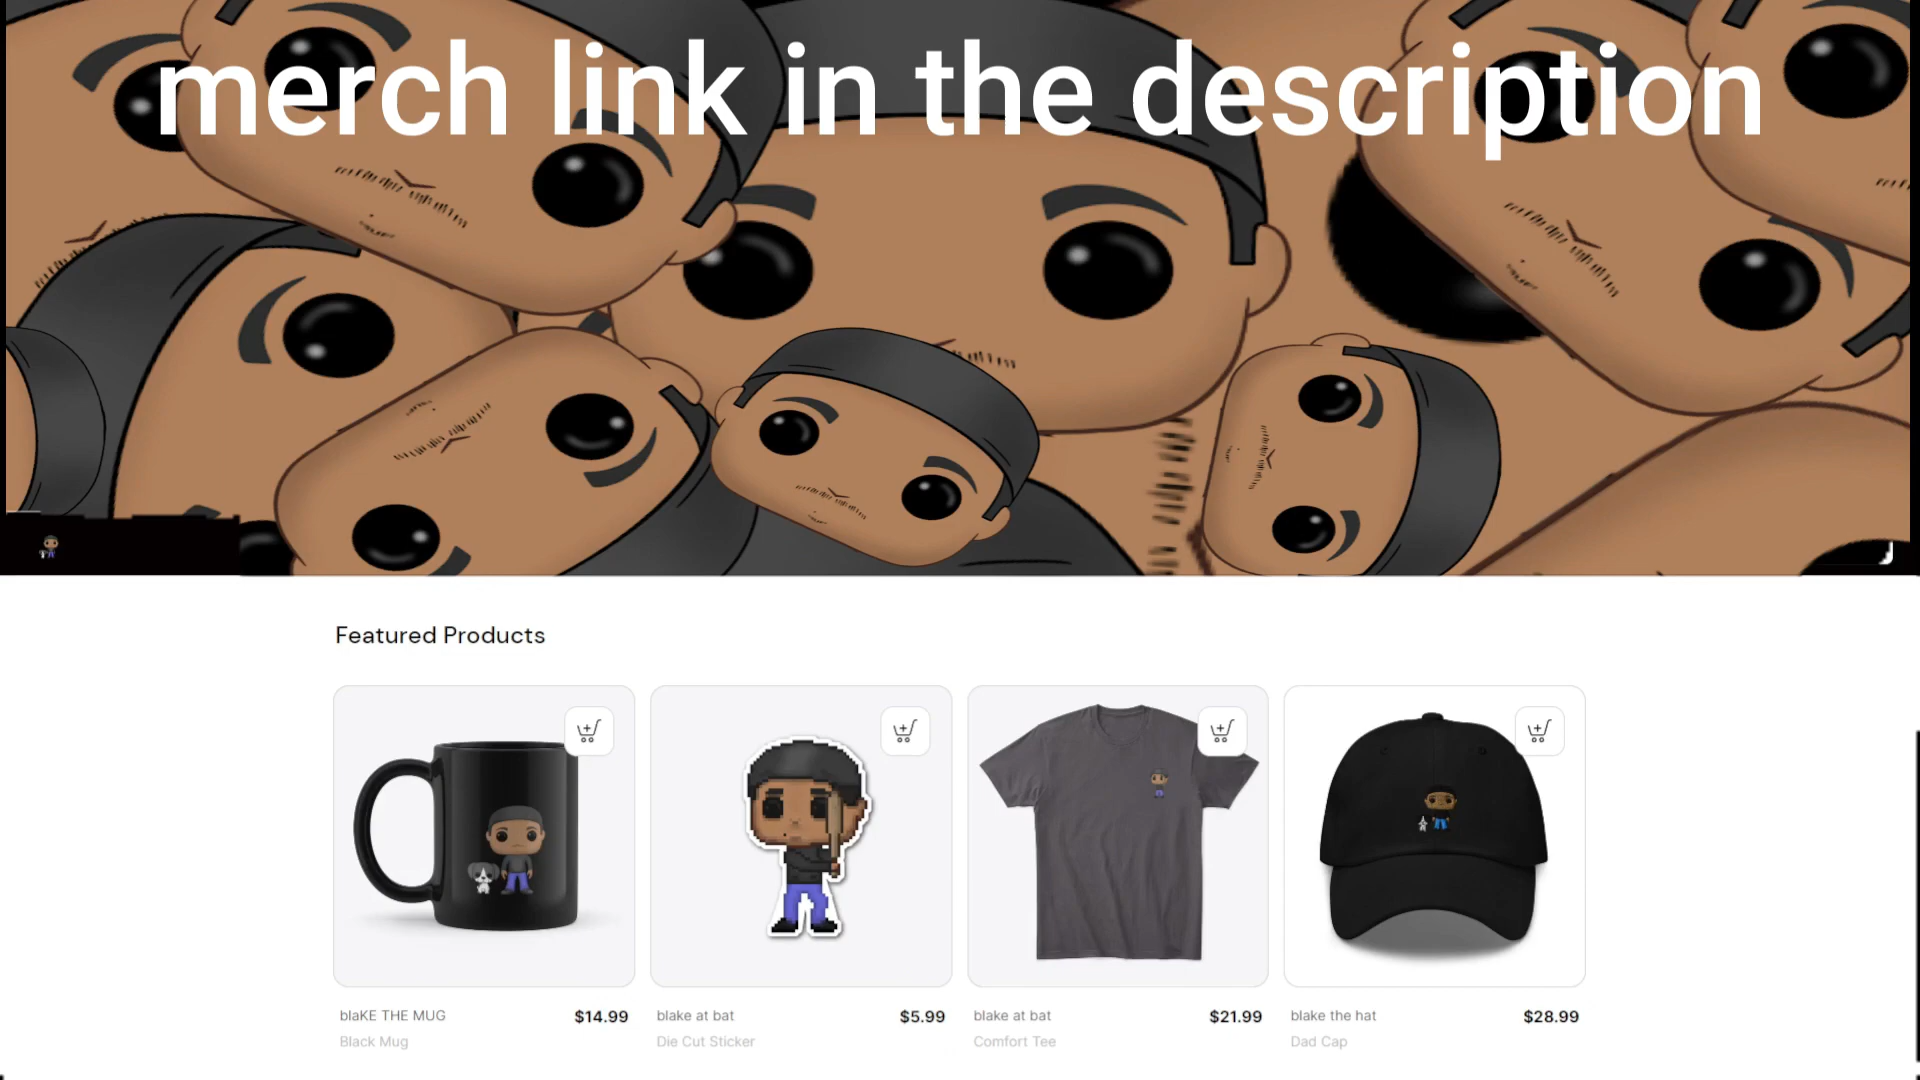 merch link in the description
Featured Products
blaKE THE MUG $14.99
Black Mug
blake at bat $5.99
Die Cut Sticker
blake at bat $21.99
Comfort Tee
blake the hat $28.99
Dad Cap